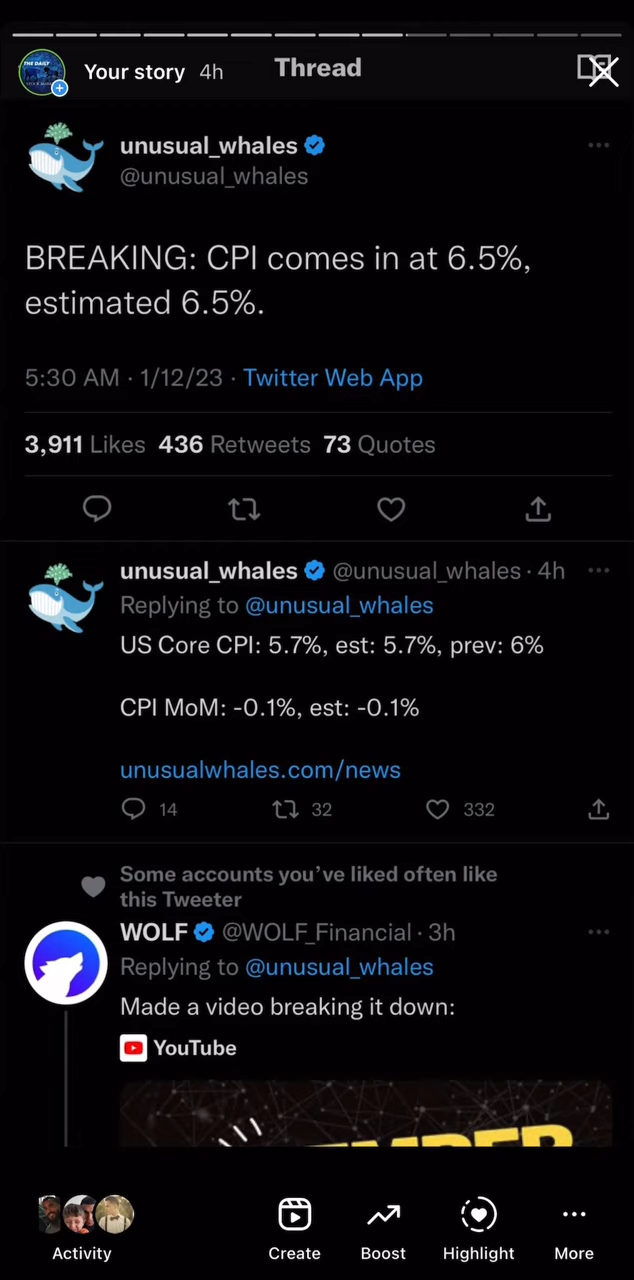 Your story 4h
Thread
unusual_whales
@unusual_whales
BREAKING: CPI comes in at 6.5%,
estimated 6.5%.
5:30 AM · 1/12/23 · Twitter Web App
3,911 Likes 436 Retweets 73 Quotes
unusual_whales @unusual_whales · 4h
Replying to @unusual_whales
US Core CPI: 5.7%, est: 5.7%, prev: 6%
CPI MoM: -0.1%, est: -0.1%
unusualwhales.com/news
14 32 332
Some accounts you’ve liked often like
this Tweeter
WOLF @WOLF_Financial · 3h
Replying to @unusual_whales
Made a video breaking it down:
YouTube
Activity Create Boost Highlight More